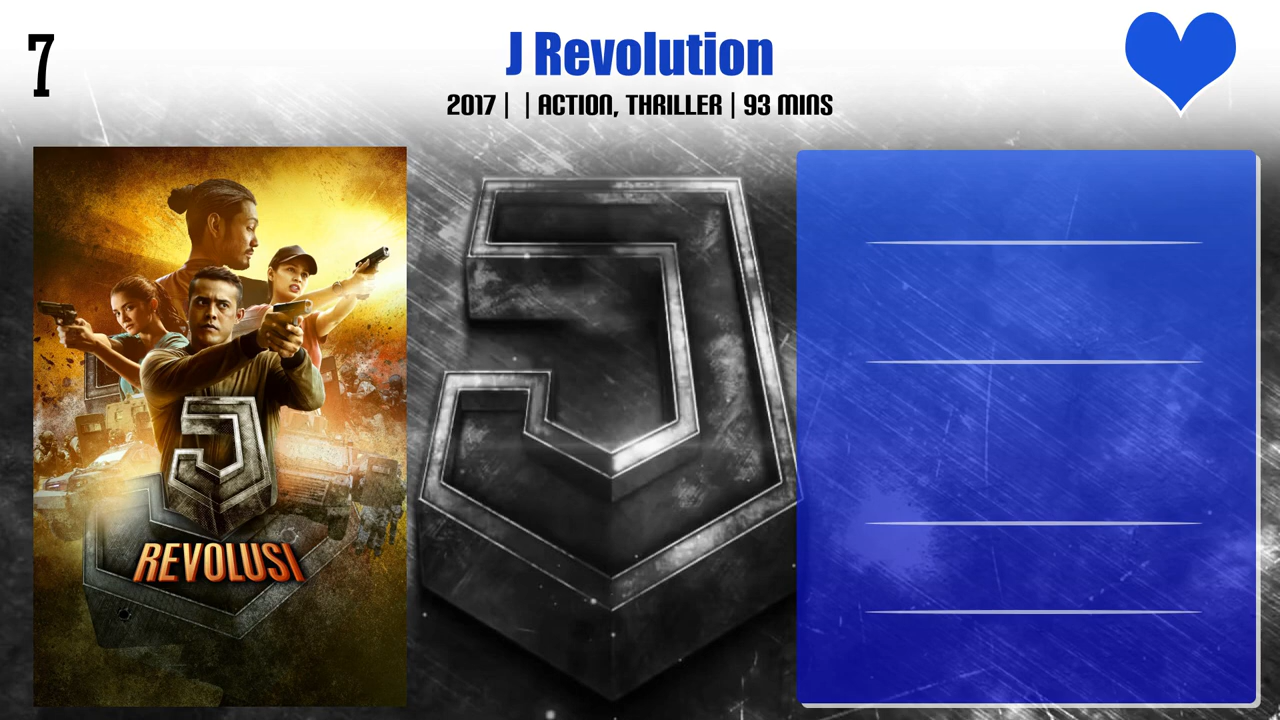 7
J Revolution
2017 | | ACTION, THRILLER | 93 MINS
J
REVOLUSI
J